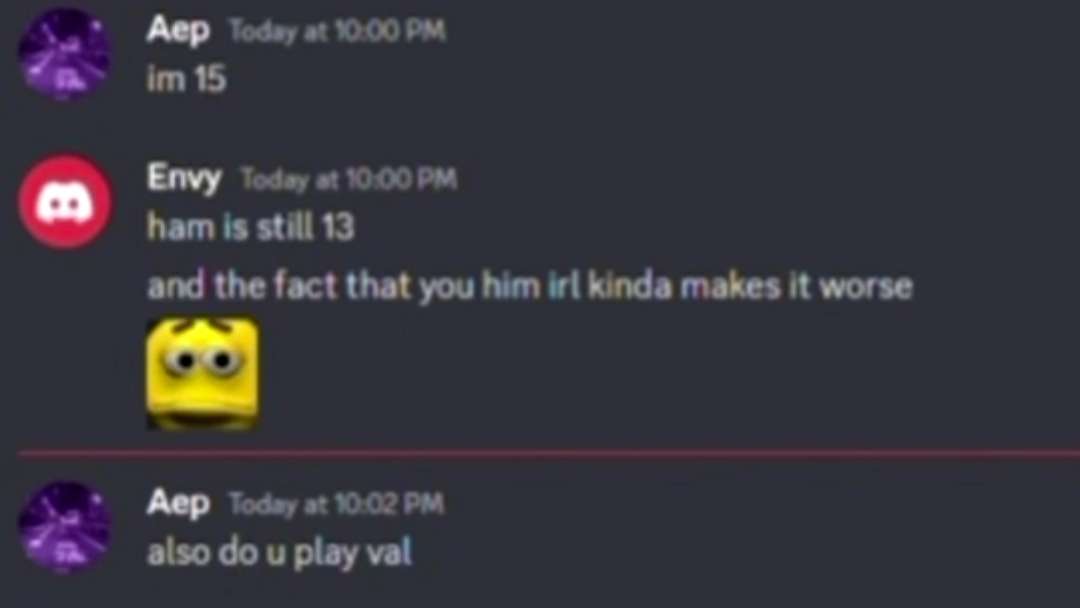 Aep Today at 10:00 PM
im 15
Envy Today at 10:00 PM
ham is still 13
and the fact that you him irl kinda makes it worse
Aep Today at 10:02 PM
also do u play val